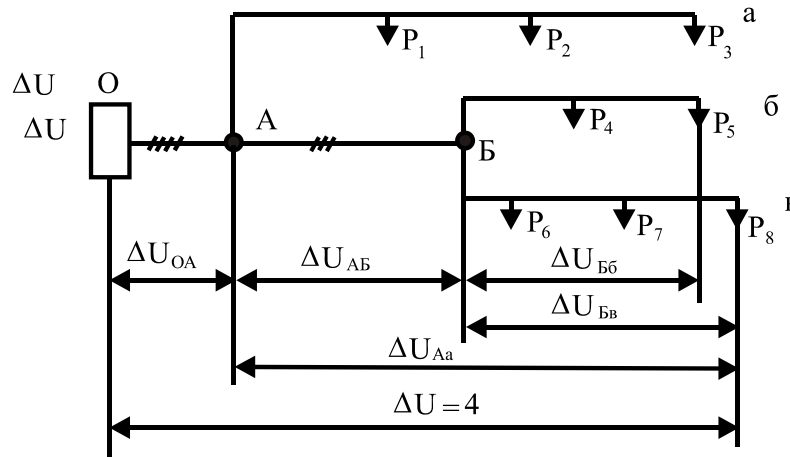 а
P1 P2 P3
ΔU O
ΔU
А
Б
б
P4 P5
P6 P7 P8
ΔUОА
ΔUАБ
ΔUБб
ΔUБв
ΔUАа
ΔU = 4